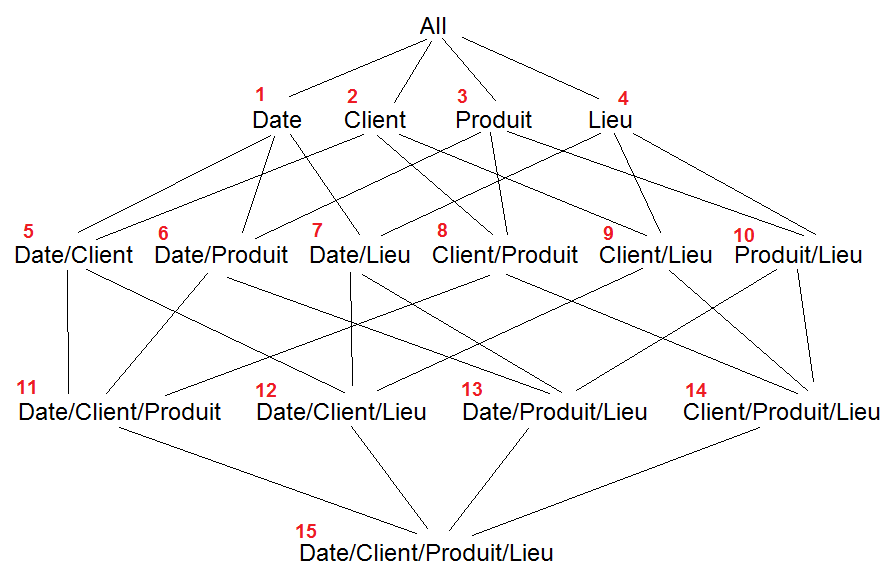 All
1 2 3 4
Date Client Produit Lieu
5 6 7 8 9 10
Date/Client Date/Produit Date/Lieu Client/Produit Client/Lieu Produit/Lieu
11 12 13 14
Date/Client/Produit Date/Client/Lieu Date/Produit/Lieu Client/Produit/Lieu
15
Date/Client/Produit/Lieu